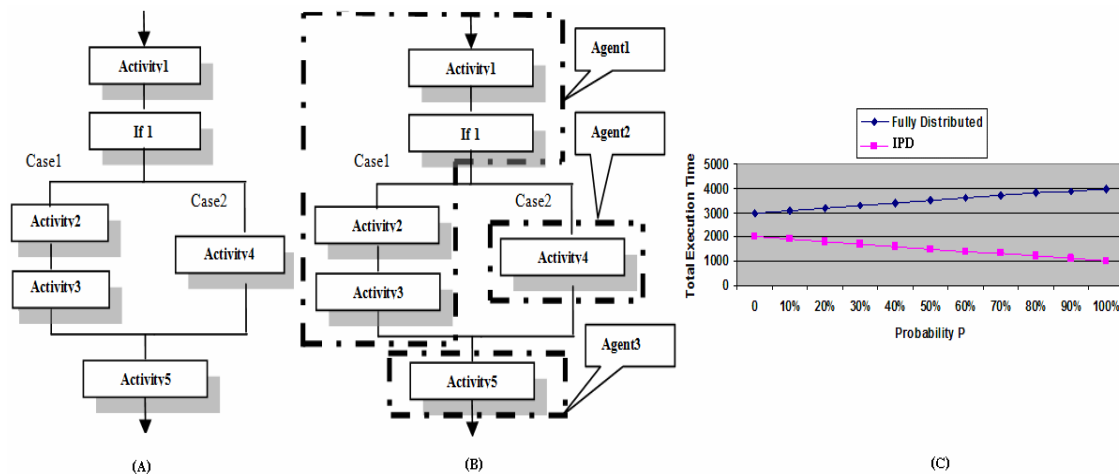 Activity1
If 1
Case1
Case2
Activity2
Activity4
Activity3
Activity5
(A)
Activity1
Agent1
If 1
Agent2
Case1
Case2
Activity2
Activity4
Activity3
Agent3
Activity5
(B)
Fully Distributed
IPD
Total Execution Time
5000
4000
3000
2000
1000
0
0 10% 20% 30% 40% 50% 60% 70% 80% 90% 100%
Probability P
(C)